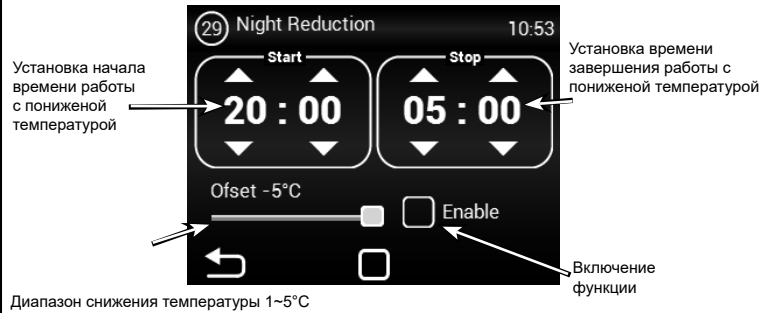 29 Night Reduction 10:53
Установка начала
времени работы
с пониженой
температурой
Start
20 : 00
Stop
05 : 00
Установка времени
завершения работы с
пониженой температурой
Ofset -5°C
Enable
Включение
функции
Диапазон снижения температуры 1~5°C